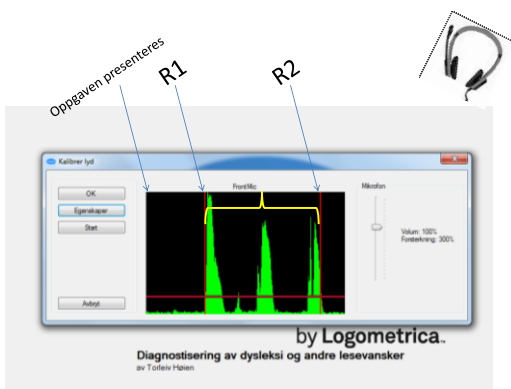 Oppgaven presenteres
R1
R2
Kalibrer lyd
OK
Egenskaper
Start
Avbryt
FrontMic
Mikrofon
Volum: 100%
Forsterkning: 300%
by Logometrica™
Diagnostisering av dysleksi og andre lesevansker
av Torleiv Høien